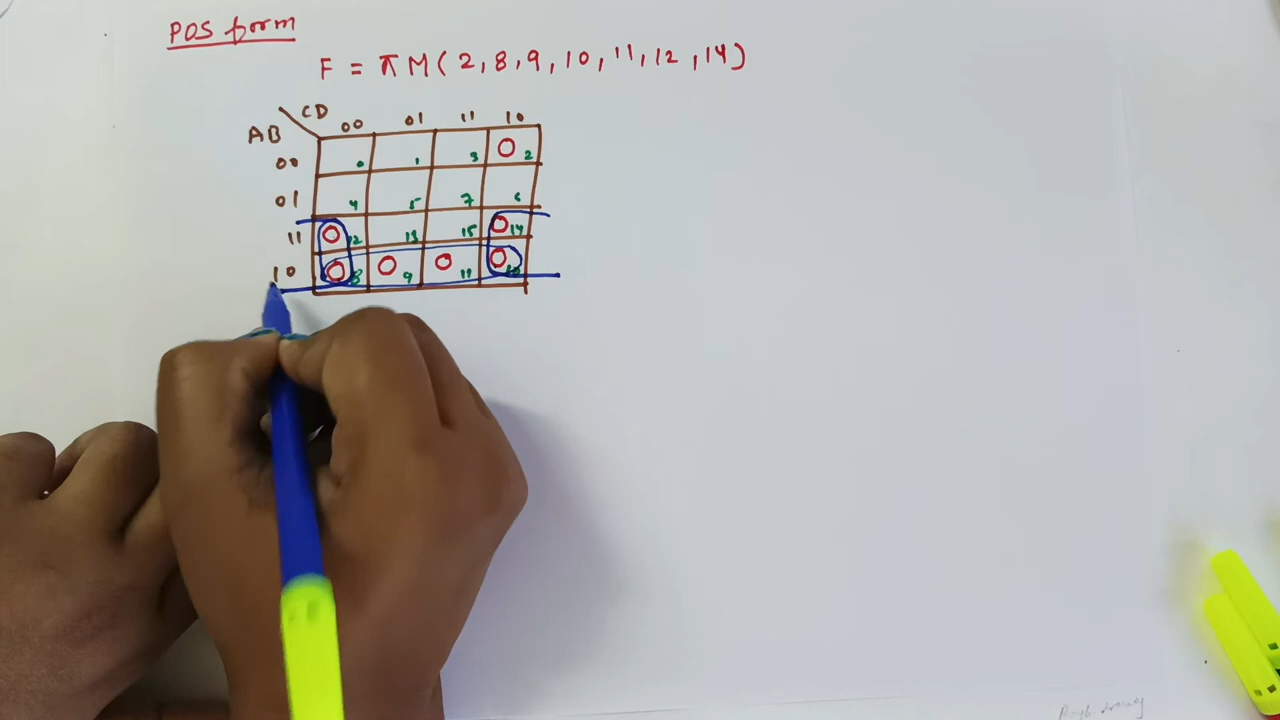 POS form
F = π M ( 2, 8, 9, 10, 11, 12, 14)
CD
AB 00 01 11 10
00 0 1 3 O 2
01 4 5 7 6
11 O 12 13 15 O 14
10 O 8 O 9 O 11 O 10